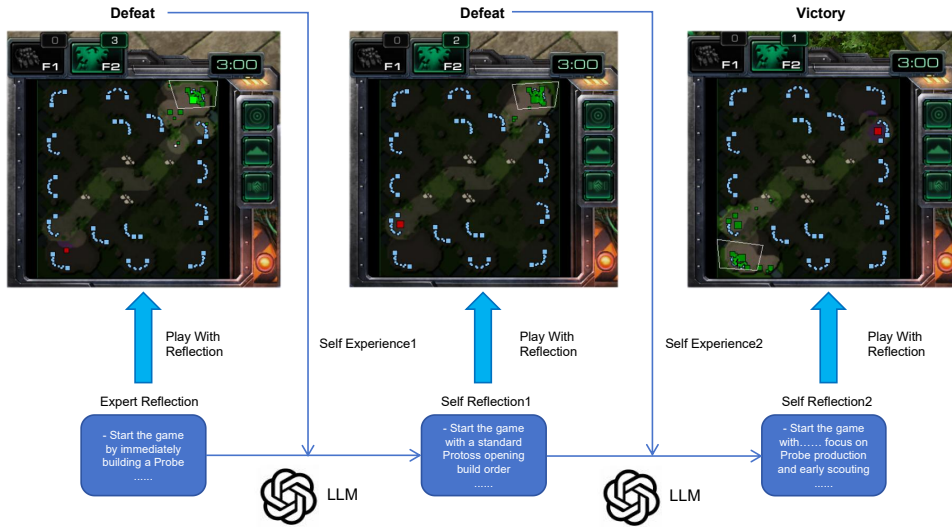 Defeat
Defeat
Victory
0
3
F1
F2
3:00
0
2
F1
F2
3:00
0
1
F1
F2
3:00
Play With
Reflection
Self Experience1
Play With
Reflection
Self Experience2
Play With
Reflection
Expert Reflection
Self Reflection1
Self Reflection2
- Start the game
by immediately
building a Probe
......
- Start the game
with a standard
Protoss opening
build order
......
- Start the game
with...... focus on
Probe production
and early scouting
......
LLM
LLM